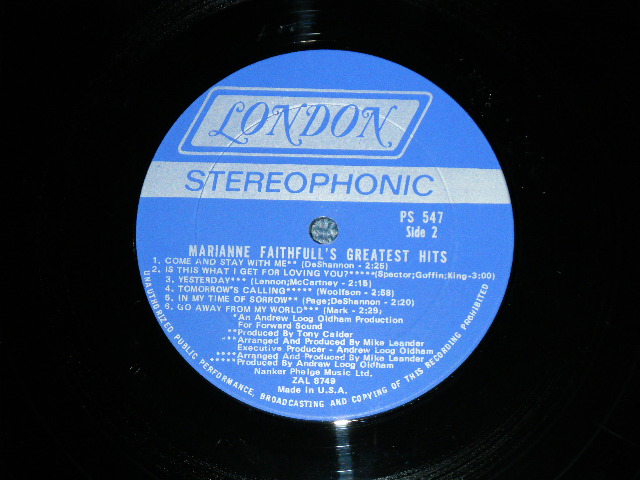 LONDON
STEREOPHONIC
PS 547
Side 2
MARIANNE FAITHFULL'S GREATEST HITS
1. COME AND STAY WITH ME** (DeShannon - 2:25)
2. IS THIS WHAT I GET FOR LOVING YOU?***** (Spector;Goffin;King-3:00)
3. YESTERDAY*** (Lennon;McCartney - 2:15)
4. TOMORROW'S CALLING***** (Woolfson - 2:58)
5. IN MY TIME OF SORROW** (Page;DeShannon - 2:20)
6. GO AWAY FROM MY WORLD*** (Mark - 2:29)
*An Andrew Loog Oldham Production
For Forward Sound
**Produced By Tony Calder
***Arranged And Produced By Mike Leander
Executive Producer - Andrew Loog Oldham
****Arranged And Produced By Mike Leander
*****Produced By Andrew Loog Oldham
Nanker Phelge Music Ltd.
ZAL 8749
Made in U.S.A.
UNAUTHORIZED PUBLIC PERFORMANCE, BROADCASTING AND COPYING OF THIS RECORDING PROHIBITED